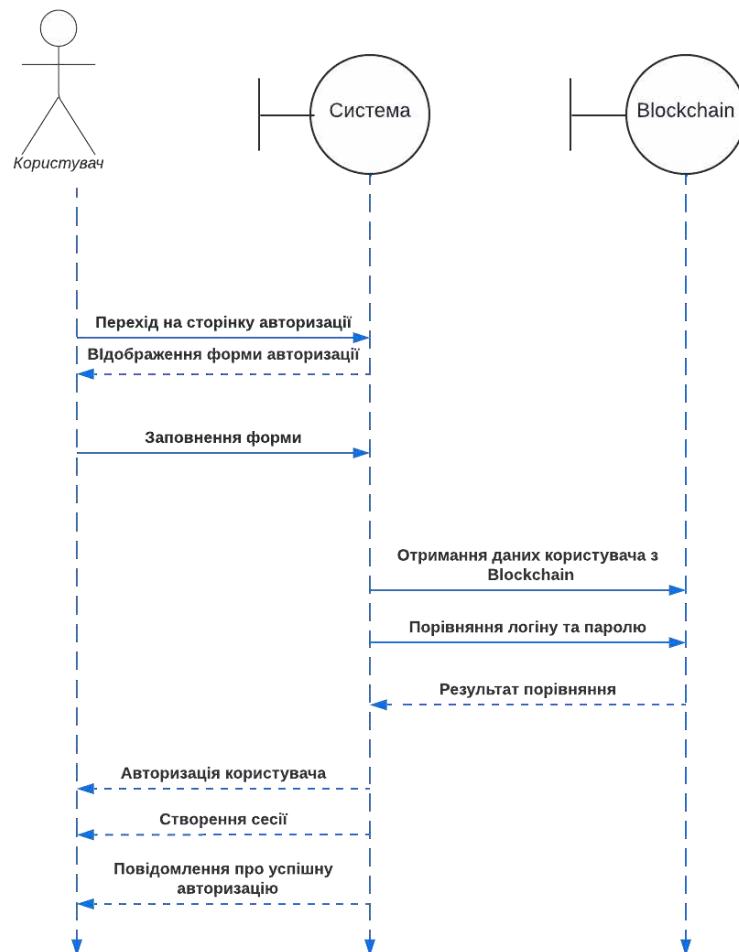 Користувач
Система
Blockchain
Перехід на сторінку авторизації
ВІдображення форми авторизації
Заповнення форми
Отримання даних користувача з
Blockchain
Порівняння логіну та паролю
Результат порівняння
Авторизація користувача
Створення сесії
Повідомлення про успішну
авторизацію